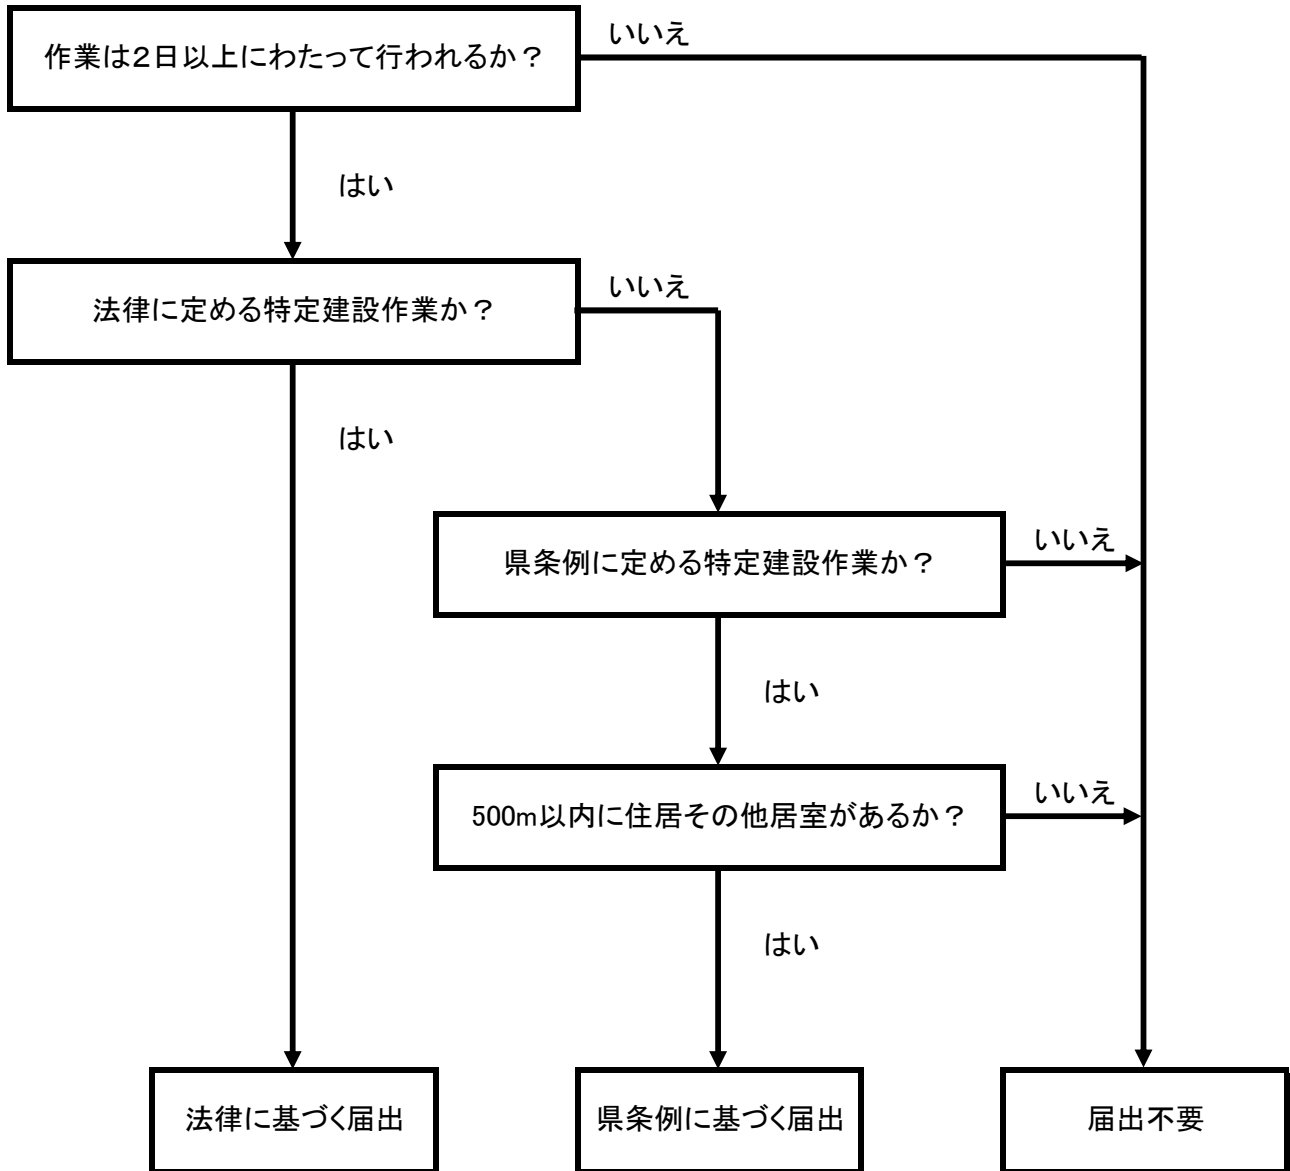 作業は２日以上にわたって行われるか？
いいえ
はい
法律に定める特定建設作業か？
いいえ
はい
県条例に定める特定建設作業か？
いいえ
はい
500m以内に住居その他居室があるか？
いいえ
はい
法律に基づく届出
県条例に基づく届出
届出不要